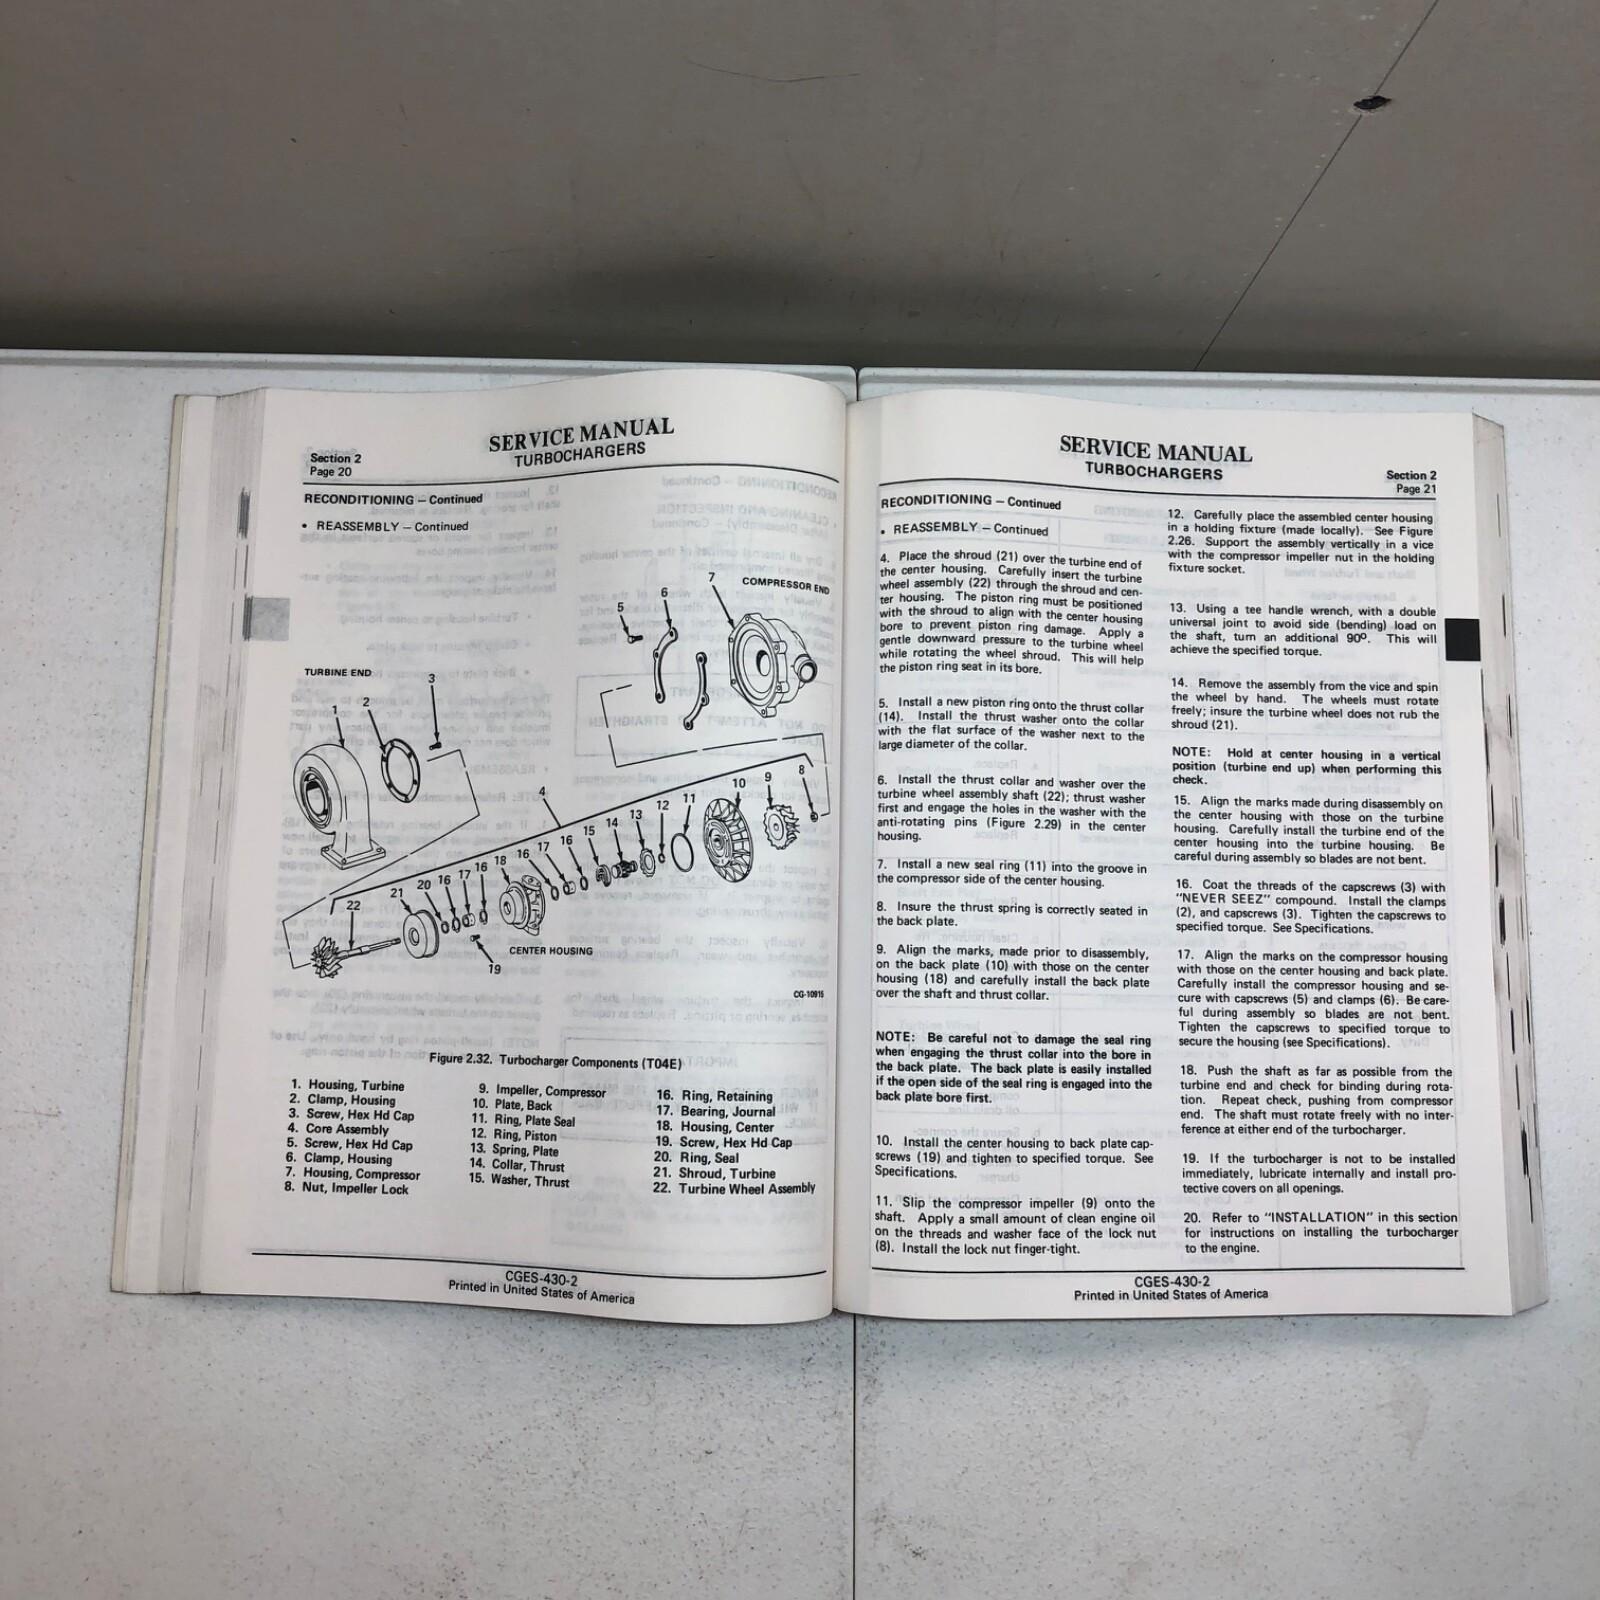 SERVICE MANUAL
TURBOCHARGERS
Section 2
Page 20
RECONDITIONING — Continued
• REASSEMBLY — Continued
7
COMPRESSOR END
6
5
TURBINE END
3
2
1
8
9
10
4
11
12
13
14
15
16
17
16
18
16
17
16
20
21
22
19
CENTER HOUSING
CG-10915
Figure 2.32. Turbocharger Components (T04E)
1. Housing, Turbine
2. Clamp, Housing
3. Screw, Hex Hd Cap
4. Core Assembly
5. Screw, Hex Hd Cap
6. Clamp, Housing
7. Housing, Compressor
8. Nut, Impeller Lock
9. Impeller, Compressor
10. Plate, Back
11. Ring, Plate Seal
12. Ring, Piston
13. Spring, Plate
14. Collar, Thrust
15. Washer, Thrust
16. Ring, Retaining
17. Bearing, Journal
18. Housing, Center
19. Screw, Hex Hd Cap
20. Ring, Seal
21. Shroud, Turbine
22. Turbine Wheel Assembly
CGES-430-2
Printed in United States of America
SERVICE MANUAL
TURBOCHARGERS
Section 2
Page 21
RECONDITIONING — Continued
• REASSEMBLY — Continued
4. Place the shroud (21) over the turbine end of
the center housing. Carefully insert the turbine
wheel assembly (22) through the shroud and cen-
ter housing. The piston ring must be positioned
with the shroud to align with the center housing
bore to prevent piston ring damage. Apply a
gentle downward pressure to the turbine wheel
while rotating the wheel shroud. This will help
the piston ring seat in its bore.
5. Install a new piston ring onto the thrust collar
(14). Install the thrust washer onto the collar
with the flat surface of the washer next to the
large diameter of the collar.
6. Install the thrust collar and washer over the
turbine wheel assembly shaft (22); thrust washer
first and engage the holes in the washer with the
anti-rotating pins (Figure 2.29) in the center
housing.
7. Install a new seal ring (11) into the groove in
the compressor side of the center housing.
8. Insure the thrust spring is correctly seated in
the back plate.
9. Align the marks, made prior to disassembly,
on the back plate (10) with those on the center
housing (18) and carefully install the back plate
over the shaft and thrust collar.
NOTE: Be careful not to damage the seal ring
when engaging the thrust collar into the bore in
the back plate. The back plate is easily installed
if the open side of the seal ring is engaged into the
back plate bore first.
10. Install the center housing to back plate cap-
screws (19) and tighten to specified torque. See
Specifications.
11. Slip the compressor impeller (9) onto the
shaft. Apply a small amount of clean engine oil
on the threads and washer face of the lock nut
(8). Install the lock nut finger-tight.
12. Carefully place the assembled center housing
in a holding fixture (made locally). See Figure
2.26. Support the assembly vertically in a vice
with the compressor impeller nut in the holding
fixture socket.
13. Using a tee handle wrench, with a double
universal joint to avoid side (bending) load on
the shaft, turn an additional 90º. This will
achieve the specified torque.
14. Remove the assembly from the vice and spin
the wheel by hand. The wheels must rotate
freely; insure the turbine wheel does not rub the
shroud (21).
NOTE: Hold at center housing in a vertical
position (turbine end up) when performing this
check.
15. Align the marks made during disassembly on
the center housing with those on the turbine
housing. Carefully install the turbine end of the
center housing into the turbine housing. Be
careful during assembly so blades are not bent.
16. Coat the threads of the capscrews (3) with
"NEVER SEEZ" compound. Install the clamps
(2), and capscrews (3). Tighten the capscrews to
specified torque. See Specifications.
17. Align the marks on the compressor housing
with those on the center housing and back plate.
Carefully install the compressor housing and se-
cure with capscrews (5) and clamps (6). Be care-
ful during assembly so blades are not bent.
Tighten the capscrews to specified torque to
secure the housing (see Specifications).
18. Push the shaft as far as possible from the
turbine end and check for binding during rota-
tion. Repeat check, pushing from compressor
end. The shaft must rotate freely with no inter-
ference at either end of the turbocharger.
19. If the turbocharger is not to be installed
immediately, lubricate internally and install pro-
tective covers on all openings.
20. Refer to "INSTALLATION" in this section
for instructions on installing the turbocharger
to the engine.
CGES-430-2
Printed in United States of America